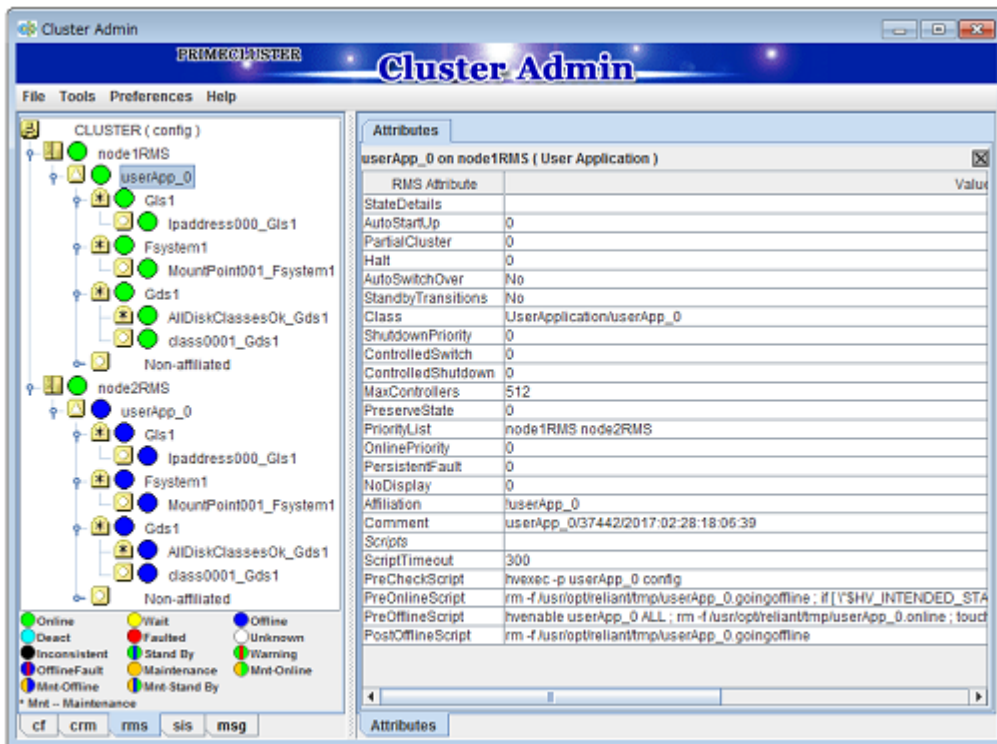 Cluster Admin
PRIMECLUSTER
Cluster Admin
File Tools Preferences Help
CLUSTER ( config )
node1RMS
userApp_0
Gls1
Ipaddress000_Gls1
Fsystem1
MountPoint001_Fsystem1
Gds1
AllDiskClassesOk_Gds1
class0001_Gds1
Non-affiliated
node2RMS
userApp_0
Gls1
Ipaddress000_Gls1
Fsystem1
MountPoint001_Fsystem1
Gds1
AllDiskClassesOk_Gds1
class0001_Gds1
Non-affiliated
Online Wait Offline
Deact Faulted Unknown
Inconsistent Stand By Warning
OfflineFault Maintenance Mnt-Online
Mnt-Offline Mnt-Stand By
* Mnt -- Maintenance
cf crm rms sis msg
Attributes
userApp_0 on node1RMS ( User Application )
RMS Attribute Value
StateDetails
AutoStartUp 0
PartialCluster 0
Halt 0
AutoSwitchOver No
StandbyTransitions No
Class UserApplication/userApp_0
ShutdownPriority 0
ControlledSwitch 0
ControlledShutdown 0
MaxControllers 512
PreserveState 0
PriorityList node1RMS node2RMS
OnlinePriority 0
PersistentFault 0
NoDisplay 0
Affiliation !userApp_0
Comment userApp_0/37442/2017:02:28:18:06:39
Scripts
ScriptTimeout 300
PreCheckScript hvexec -p userApp_0 config
PreOnlineScript rm -f /usr/opt/reliant/tmp/userApp_0.goingoffline ; if [ \"$HV_INTENDED_STA
PreOfflineScript hvenable userApp_0 ALL ; rm -f /usr/opt/reliant/tmp/userApp_0.online ; touch
PostOfflineScript rm -f /usr/opt/reliant/tmp/userApp_0.goingoffline
Attributes